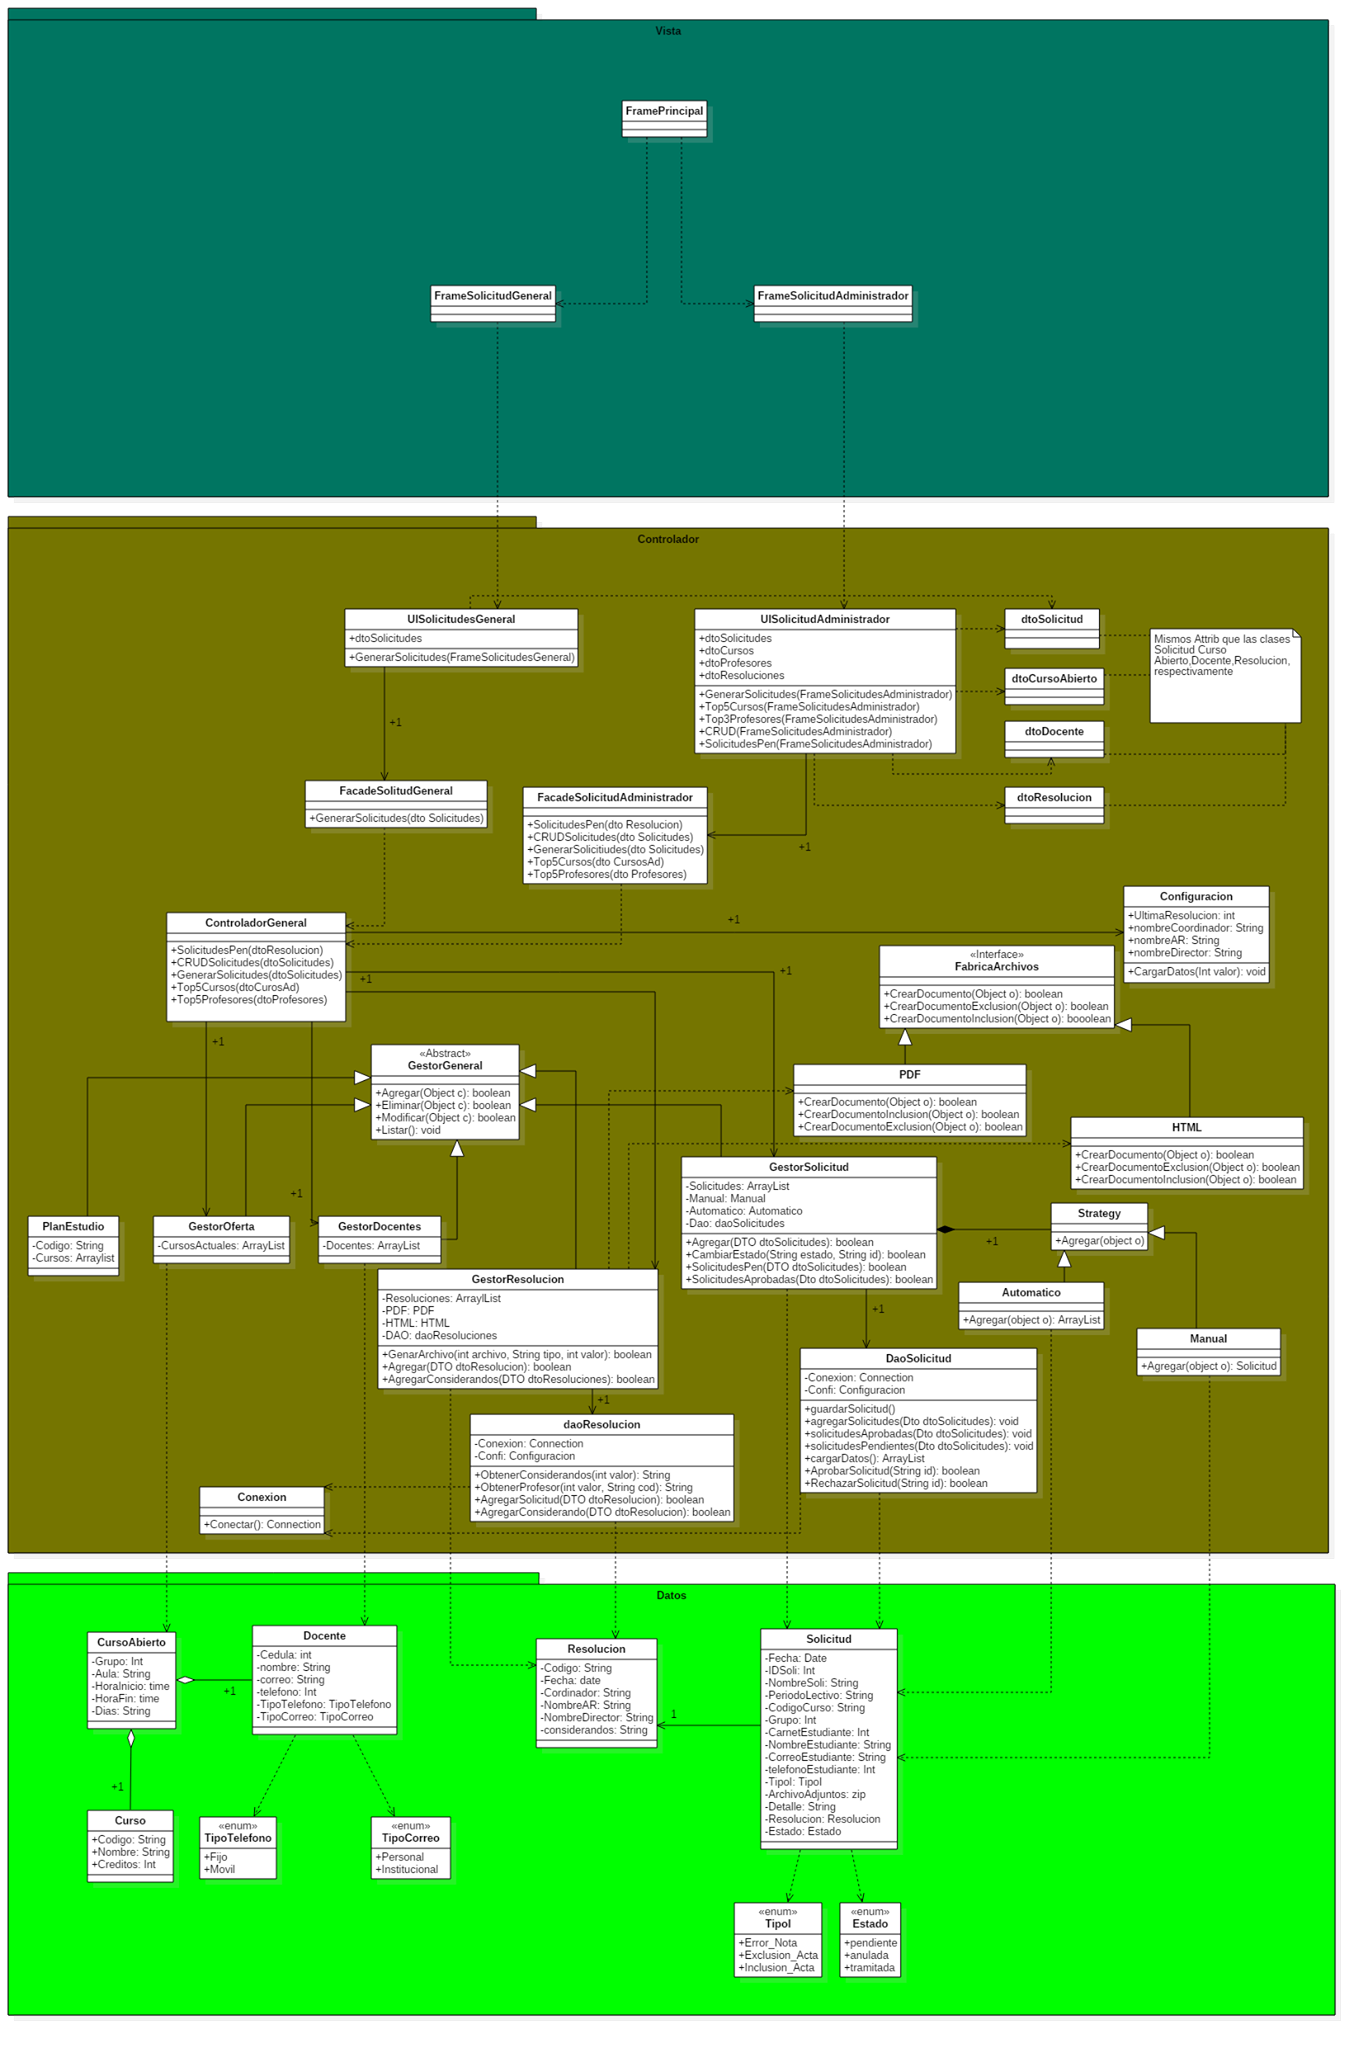 Vista
FramePrincipal
FrameSolicitudGeneral
FrameSolicitudAdministrador
Controlador
UISolicitudesGeneral
+dtoSolicitudes
+GenerarSolicitudes(FrameSolicitudesGeneral)
UISolicitudAdministrador
+dtoSolicitudes
+dtoCursos
+dtoProfesores
+dtoResoluciones
+GenerarSolicitudes(FrameSolicitudesAdministrador)
+Top5Cursos(FrameSolicitudesAdministrador)
+Top3Profesores(FrameSolicitudesAdministrador)
+CRUD(FrameSolicitudesAdministrador)
+SolicitudesPen(FrameSolicitudesAdministrador)
dtoSolicitud
dtoCursoAbierto
dtoDocente
dtoResolucion
Mismos Attrib que las clases
Solicitud Curso
Abierto,Docente,Resolucion,
respectivamente
+1
+1
FacadeSolitudGeneral
+GenerarSolicitudes(dto Solicitudes)
FacadeSolicitudAdministrador
+SolicitudesPen(dto Resolucion)
+CRUDSolicitudes(dto Solicitudes)
+GenerarSolicitiudes(dto Solicitudes)
+Top5Cursos(dto CursosAd)
+Top5Profesores(dto Profesores)
ControladorGeneral
+SolicitudesPen(dtoResolucion)
+CRUDSolicitudes(dtoSolicitudes)
+GenerarSolicitudes(dtoSolicitudes)
+Top5Cursos(dtoCurosAd)
+Top5Profesores(dtoProfesores)
+1
+1
+1
+1
+1
Configuracion
+UltimaResolucion: int
+nombreCoordinador: String
+nombreAR: String
+nombreDirector: String
+CargarDatos(Int valor): void
«Interface»
FabricaArchivos
+CrearDocumento(Object o): boolean
+CrearDocumentoExclusion(Object o): boolean
+CrearDocumentoInclusion(Object o): booolean
«Abstract»
GestorGeneral
+Agregar(Object c): boolean
+Eliminar(Object c): boolean
+Modificar(Object c): boolean
+Listar(): void
PDF
+CrearDocumento(Object o): boolean
+CrearDocumentoInclusion(Object o): boolean
+CrearDocumentoExclusion(Object o): boolean
HTML
+CrearDocumento(Object o): boolean
+CrearDocumentoExclusion(Object o): boolean
+CrearDocumentoInclusion(Object o): boolean
PlanEstudio
-Codigo: String
-Cursos: Arraylist
GestorOferta
-CursosActuales: ArrayList
GestorDocentes
-Docentes: ArrayList
GestorSolicitud
-Solicitudes: ArrayList
-Manual: Manual
-Automatico: Automatico
-Dao: daoSolicitudes
+Agregar(DTO dtoSolicitudes): boolean
+CambiarEstado(String estado, String id): boolean
+SolicitudesPen(DTO dtoSolicitudes): boolean
+SolicitudesAprobadas(Dto dtoSolicitudes): boolean
+1
Strategy
+Agregar(object o)
Automatico
+Agregar(object o): ArrayList
Manual
+Agregar(object o): Solicitud
GestorResolucion
-Resoluciones: ArraylList
-PDF: PDF
-HTML: HTML
-DAO: daoResoluciones
+GenarArchivo(int archivo, String tipo, int valor): boolean
+Agregar(DTO dtoResolucion): boolean
+AgregarConsiderandos(DTO dtoResoluciones): boolean
+1
+1
DaoSolicitud
-Conexion: Connection
-Confi: Configuracion
+guardarSolicitud()
+agregarSolicitudes(Dto dtoSolicitudes): void
+solicitudesAprobadas(Dto dtoSolicitudes): void
+solicitudesPendientes(Dto dtoSolicitudes): void
+cargarDatos(): ArrayList
+AprobarSolicitud(String id): boolean
+RechazarSolicitud(String id): boolean
daoResolucion
-Conexion: Connection
-Confi: Configuracion
+ObtenerConsiderandos(int valor): String
+ObtenerProfesor(int valor, String cod): String
+AgregarSolicitud(DTO dtoResolucion): boolean
+AgregarConsiderando(DTO dtoResolucion): boolean
Conexion
+Conectar(): Connection
Datos
CursoAbierto
-Grupo: Int
-Aula: String
-HoraInicio: time
-HoraFin: time
-Dias: String
+1
Docente
-Cedula: int
-nombre: String
-correo: String
-telefono: Int
-TipoTelefono: TipoTelefono
-TipoCorreo: TipoCorreo
Resolucion
-Codigo: String
-Fecha: date
-Cordinador: String
-NombreAR: String
-NombreDirector: String
-considerandos: String
1
Solicitud
-Fecha: Date
-IDSoli: Int
-NombreSoli: String
-PeriodoLectivo: String
-CodigoCurso: String
-Grupo: Int
-CarnetEstudiante: Int
-NombreEstudiante: String
-CorreoEstudiante: String
-telefonoEstudiante: Int
-TipoI: TipoI
-ArchivoAdjuntos: zip
-Detalle: String
-Resolucion: Resolucion
-Estado: Estado
+1
Curso
+Codigo: String
+Nombre: String
+Creditos: Int
«enum»
TipoTelefono
+Fijo
+Movil
«enum»
TipoCorreo
+Personal
+Institucional
«enum»
TipoI
+Error_Nota
+Exclusion_Acta
+Inclusion_Acta
«enum»
Estado
+pendiente
+anulada
+tramitada